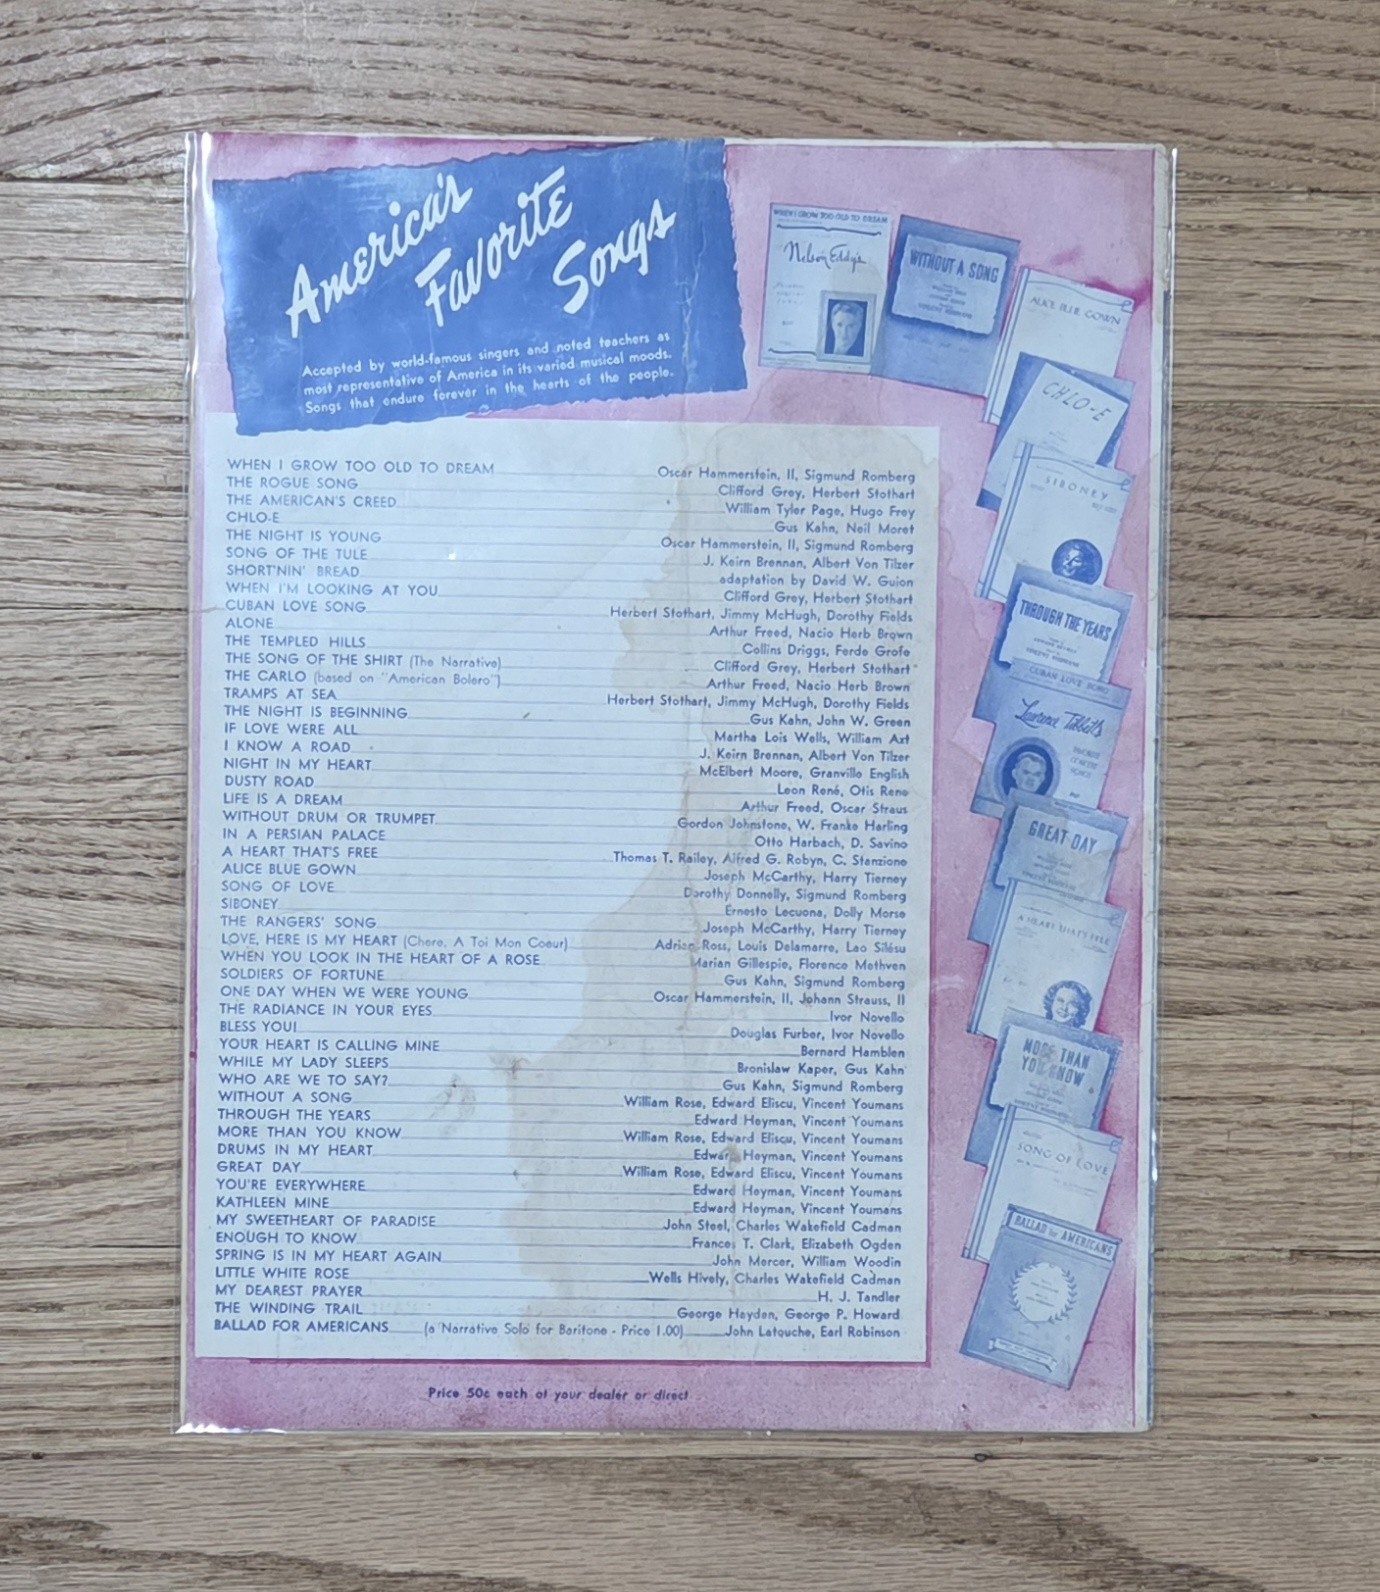 America's
Favorite
Songs
Accepted by world-famous singers and noted teachers as
most representative of America in its varied musical moods.
Songs that endure forever in the hearts of the people.
WHEN I GROW TOO OLD TO DREAM Oscar Hammerstein, II, Sigmund Romberg
THE ROGUE SONG Clifford Grey, Herbert Stothart
THE AMERICAN'S CREED William Tyler Page, Hugo Frey
CHLO-E Gus Kahn, Neil Moret
THE NIGHT IS YOUNG Oscar Hammerstein, II, Sigmund Romberg
SONG OF THE TULE J. Keirn Brennan, Albert Von Tilzer
SHORT'NIN' BREAD adaptation by David W. Guion
WHEN I'M LOOKING AT YOU Clifford Grey, Herbert Stothart
CUBAN LOVE SONG Herbert Stothart, Jimmy McHugh, Dorothy Fields
ALONE Arthur Freed, Nacio Herb Brown
THE TEMPLED HILLS Collins Driggs, Ferde Grofe
THE SONG OF THE SHIRT (The Narrative) Clifford Grey, Herbert Stothart
THE CARLO (based on "American Bolero") Arthur Freed, Nacio Herb Brown
TRAMPS AT SEA Herbert Stothart, Jimmy McHugh, Dorothy Fields
THE NIGHT IS BEGINNING Gus Kahn, John W. Green
IF LOVE WERE ALL Martha Lois Wells, William Axt
I KNOW A ROAD J. Keirn Brennan, Albert Von Tilzer
NIGHT IN MY HEART McElbert Moore, Granville English
DUSTY ROAD Leon René, Otis Rene
LIFE IS A DREAM Arthur Freed, Oscar Straus
WITHOUT DRUM OR TRUMPET Gordon Johnstone, W. Franke Harling
IN A PERSIAN PALACE Otto Harbach, D. Savino
A HEART THAT'S FREE Thomas T. Railey, Alfred G. Robyn, C. Stanzione
ALICE BLUE GOWN Joseph McCarthy, Harry Tierney
SONG OF LOVE Dorothy Donnelly, Sigmund Romberg
SIBONEY Ernesto Lecuona, Dolly Morse
THE RANGERS' SONG Joseph McCarthy, Harry Tierney
LOVE, HERE IS MY HEART (Chere, A Toi Mon Coeur) Adrian Ross, Louis Delamarre, Lao Silésu
WHEN YOU LOOK IN THE HEART OF A ROSE Marian Gillespie, Florence Methven
SOLDIERS OF FORTUNE Gus Kahn, Sigmund Romberg
ONE DAY WHEN WE WERE YOUNG Oscar Hammerstein, II, Johann Strauss, II
THE RADIANCE IN YOUR EYES Ivor Novello
BLESS YOU! Douglas Furber, Ivor Novello
YOUR HEART IS CALLING MINE Bernard Hamblen
WHILE MY LADY SLEEPS Bronislaw Kaper, Gus Kahn
WHO ARE WE TO SAY? Gus Kahn, Sigmund Romberg
WITHOUT A SONG William Rose, Edward Eliscu, Vincent Youmans
THROUGH THE YEARS Edward Heyman, Vincent Youmans
MORE THAN YOU KNOW William Rose, Edward Eliscu, Vincent Youmans
DRUMS IN MY HEART Edward Heyman, Vincent Youmans
GREAT DAY William Rose, Edward Eliscu, Vincent Youmans
YOU'RE EVERYWHERE Edward Heyman, Vincent Youmans
KATHLEEN MINE Edward Heyman, Vincent Youmans
MY SWEETHEART OF PARADISE John Steel, Charles Wakefield Cadman
ENOUGH TO KNOW Frances T. Clark, Elizabeth Ogden
SPRING IS IN MY HEART AGAIN John Mercer, William Woodin
LITTLE WHITE ROSE Wells Hively, Charles Wakefield Cadman
MY DEAREST PRAYER H. J. Tandler
THE WINDING TRAIL George Hayden, George P. Howard
BALLAD FOR AMERICANS (a Narrative Solo for Baritone - Price 1.00) John Latouche, Earl Robinson
Price 50c each at your dealer or direct
WHEN I GROW TOO OLD TO DREAM
Nelson Eddy's
WITHOUT A SONG
ALICE BLUE GOWN
CHLO-E
SIBONEY
THROUGH THE YEARS
CUBAN LOVE SONG
Lawrence Tibbett's
GREAT DAY
A HEART THAT'S FREE
MORE THAN
YOU KNOW
SONG OF LOVE
BALLAD for AMERICANS